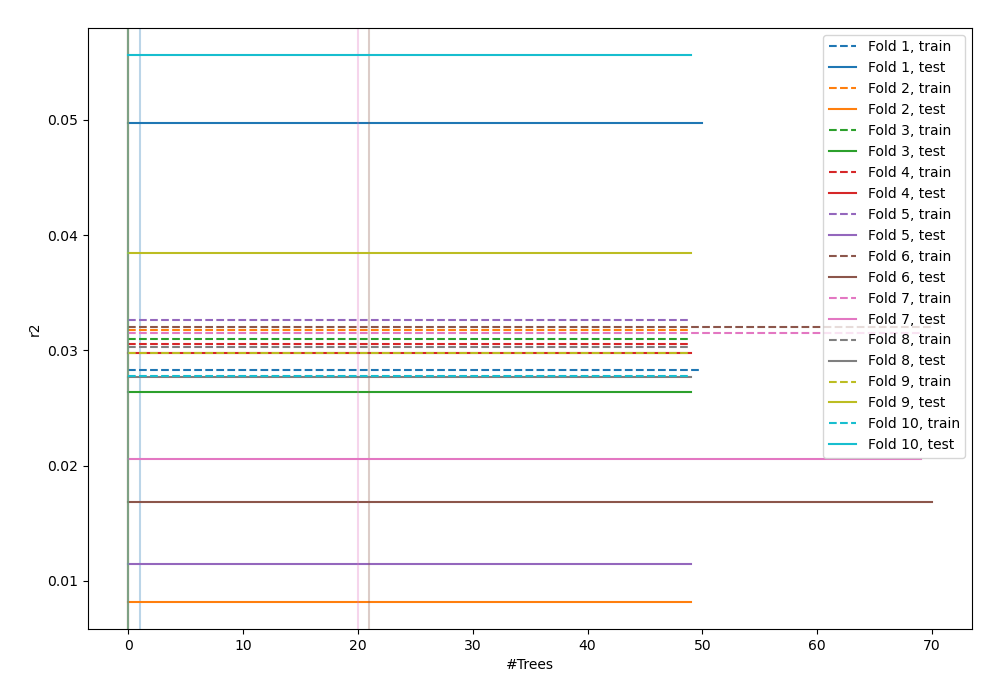 0.05
0.04
0.03
0.02
0.01
r2
0
10
20
30
40
50
60
70
#Trees
Fold 1, train
Fold 1, test
Fold 2, train
Fold 2, test
Fold 3, train
Fold 3, test
Fold 4, train
Fold 4, test
Fold 5, train
Fold 5, test
Fold 6, train
Fold 6, test
Fold 7, train
Fold 7, test
Fold 8, train
Fold 8, test
Fold 9, train
Fold 9, test
Fold 10, train
Fold 10, test